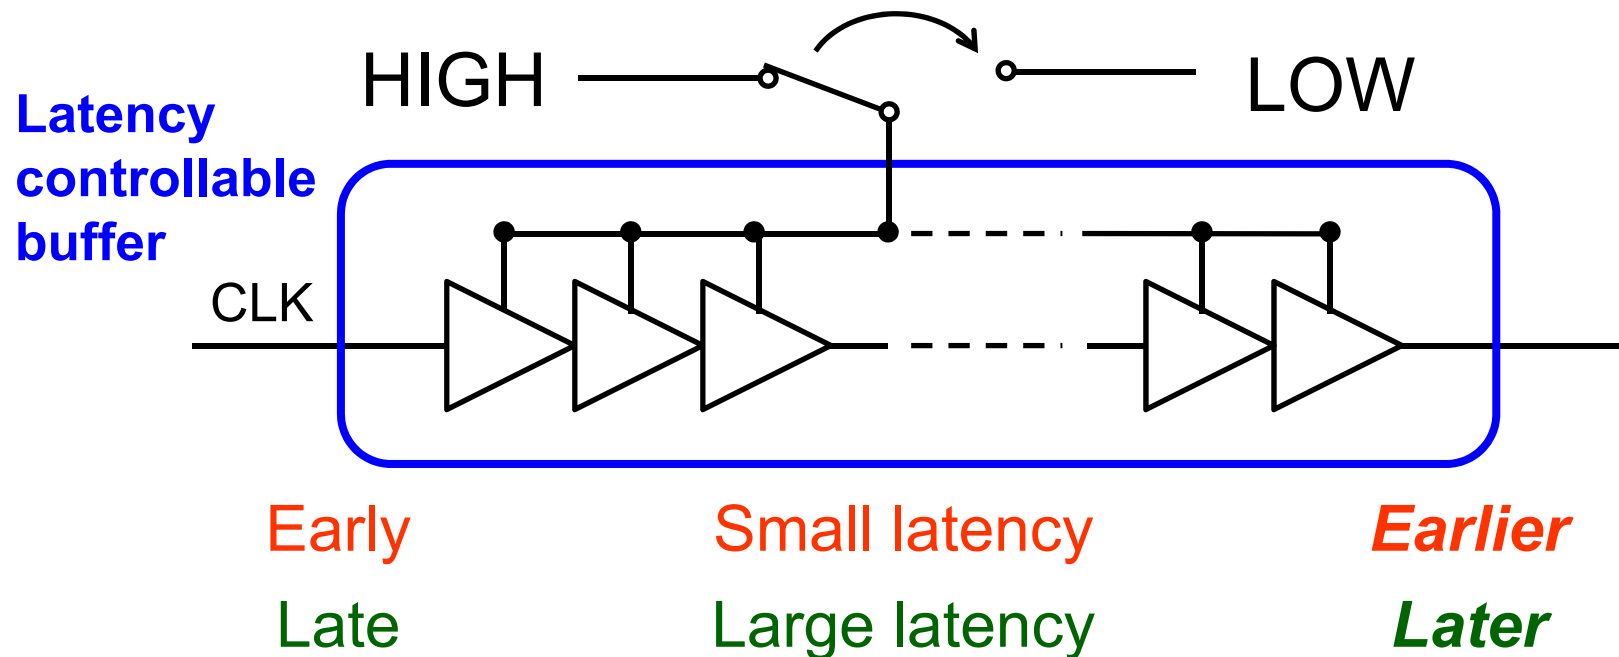 HIGH
LOW
Latency
controllable
buffer
CLK
Early Small latency Earlier
Late Large latency Later